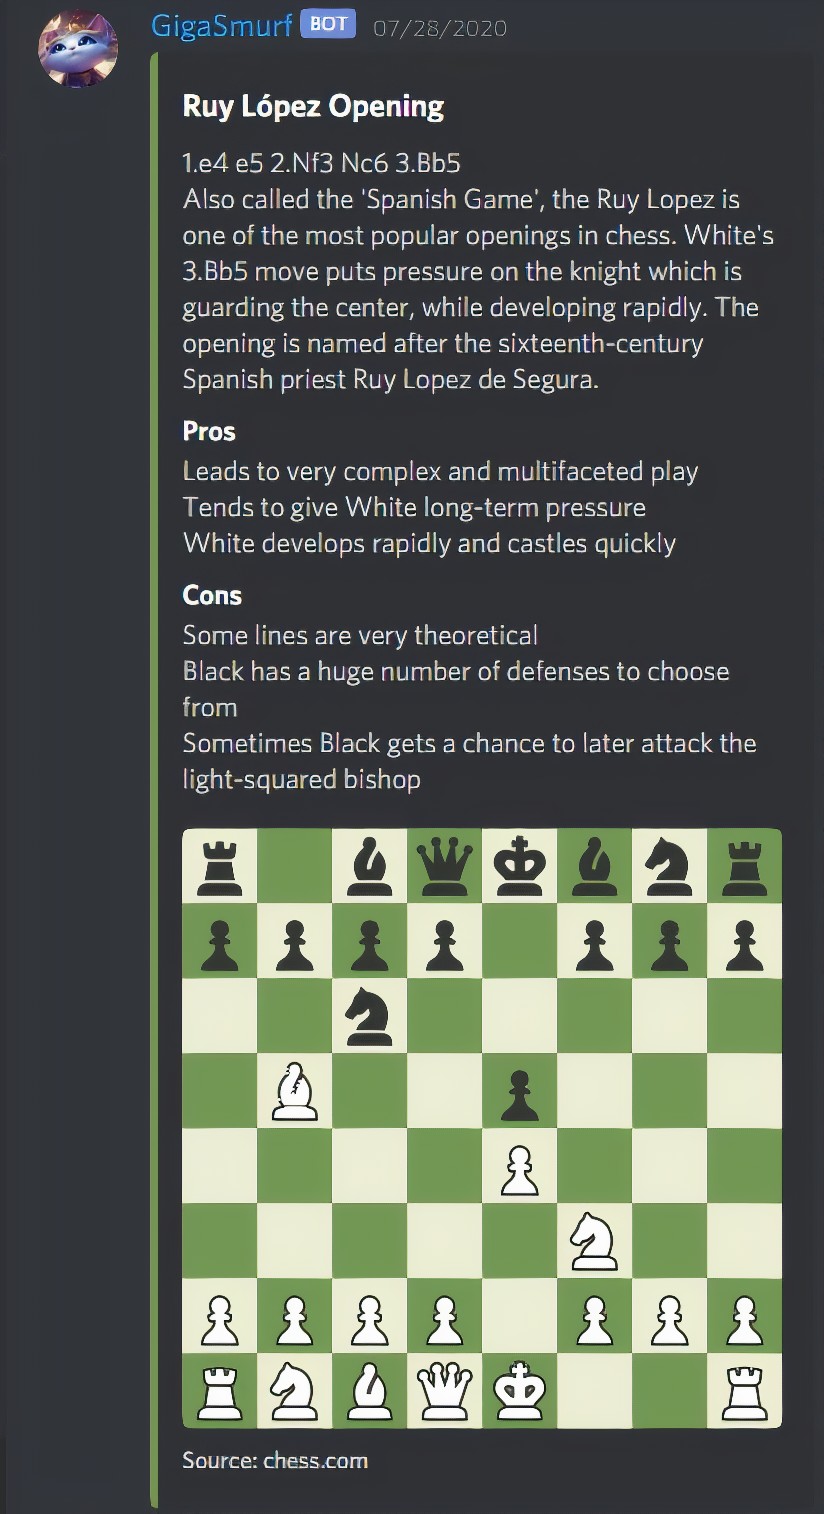 GigaSmurf BOT 07/28/2020
Ruy López Opening
1.e4 e5 2.Nf3 Nc6 3.Bb5
Also called the 'Spanish Game', the Ruy Lopez is
one of the most popular openings in chess. White's
3.Bb5 move puts pressure on the knight which is
guarding the center, while developing rapidly. The
opening is named after the sixteenth-century
Spanish priest Ruy Lopez de Segura.
Pros
Leads to very complex and multifaceted play
Tends to give White long-term pressure
White develops rapidly and castles quickly
Cons
Some lines are very theoretical
Black has a huge number of defenses to choose
from
Sometimes Black gets a chance to later attack the
light-squared bishop
Source: chess.com